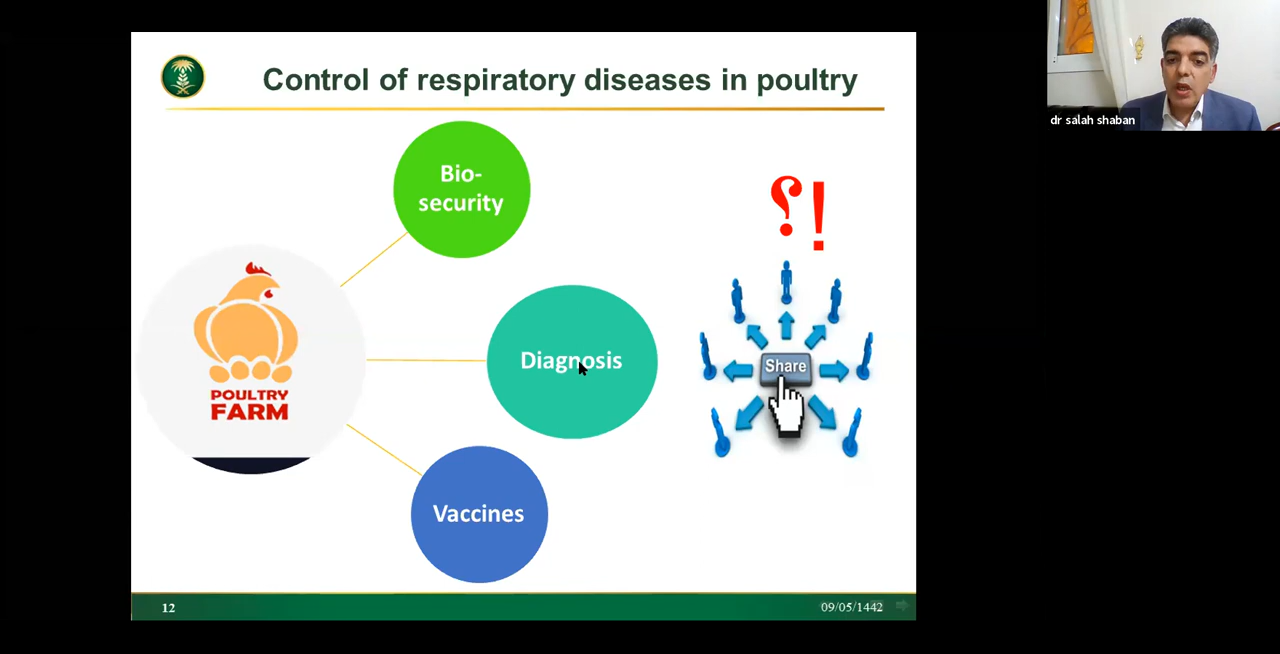 Control of respiratory diseases in poultry
dr salah shaban
Bio-
security
؟!
Diagnosis
Share
POULTRY
FARM
Vaccines
12
09/05/1442